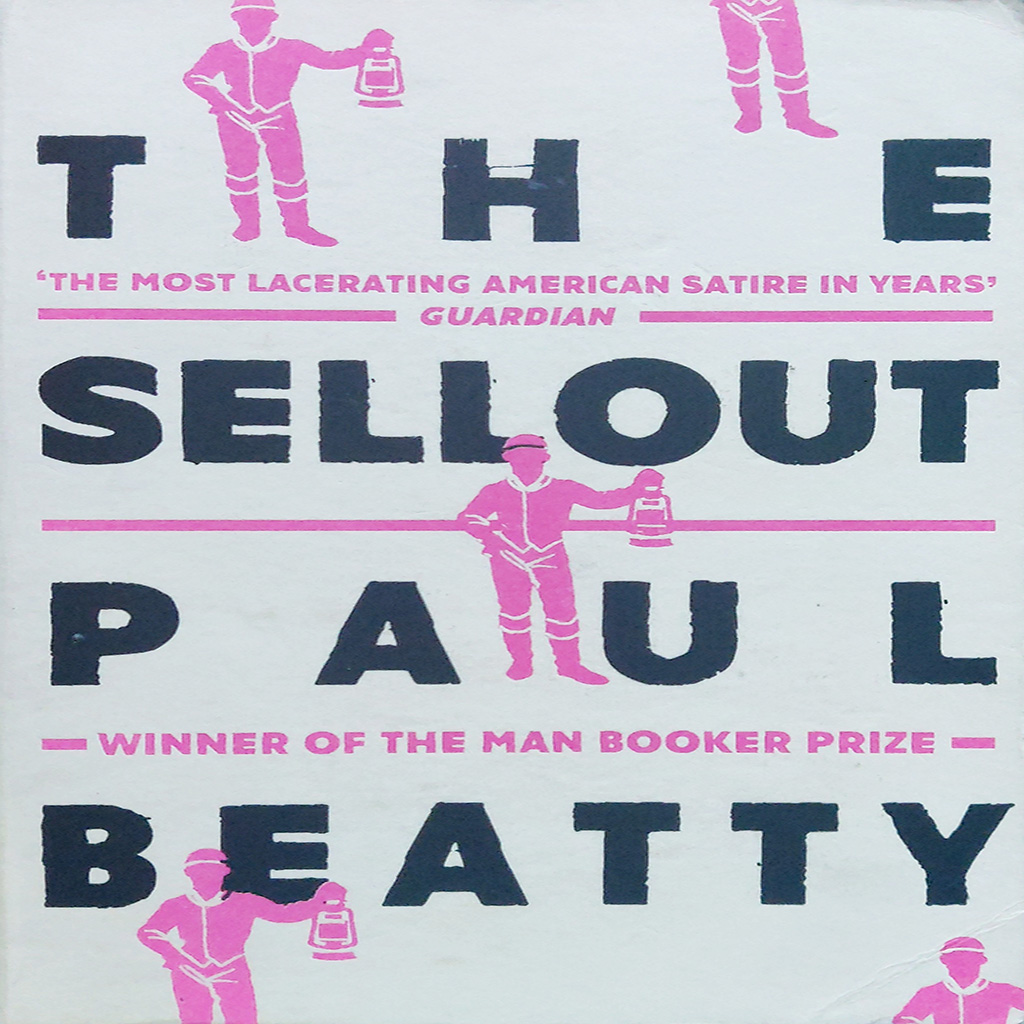 THE
‘THE MOST LACERATING AMERICAN SATIRE IN YEARS’
GUARDIAN
SELLOUT
PAUL
WINNER OF THE MAN BOOKER PRIZE
BEATTY